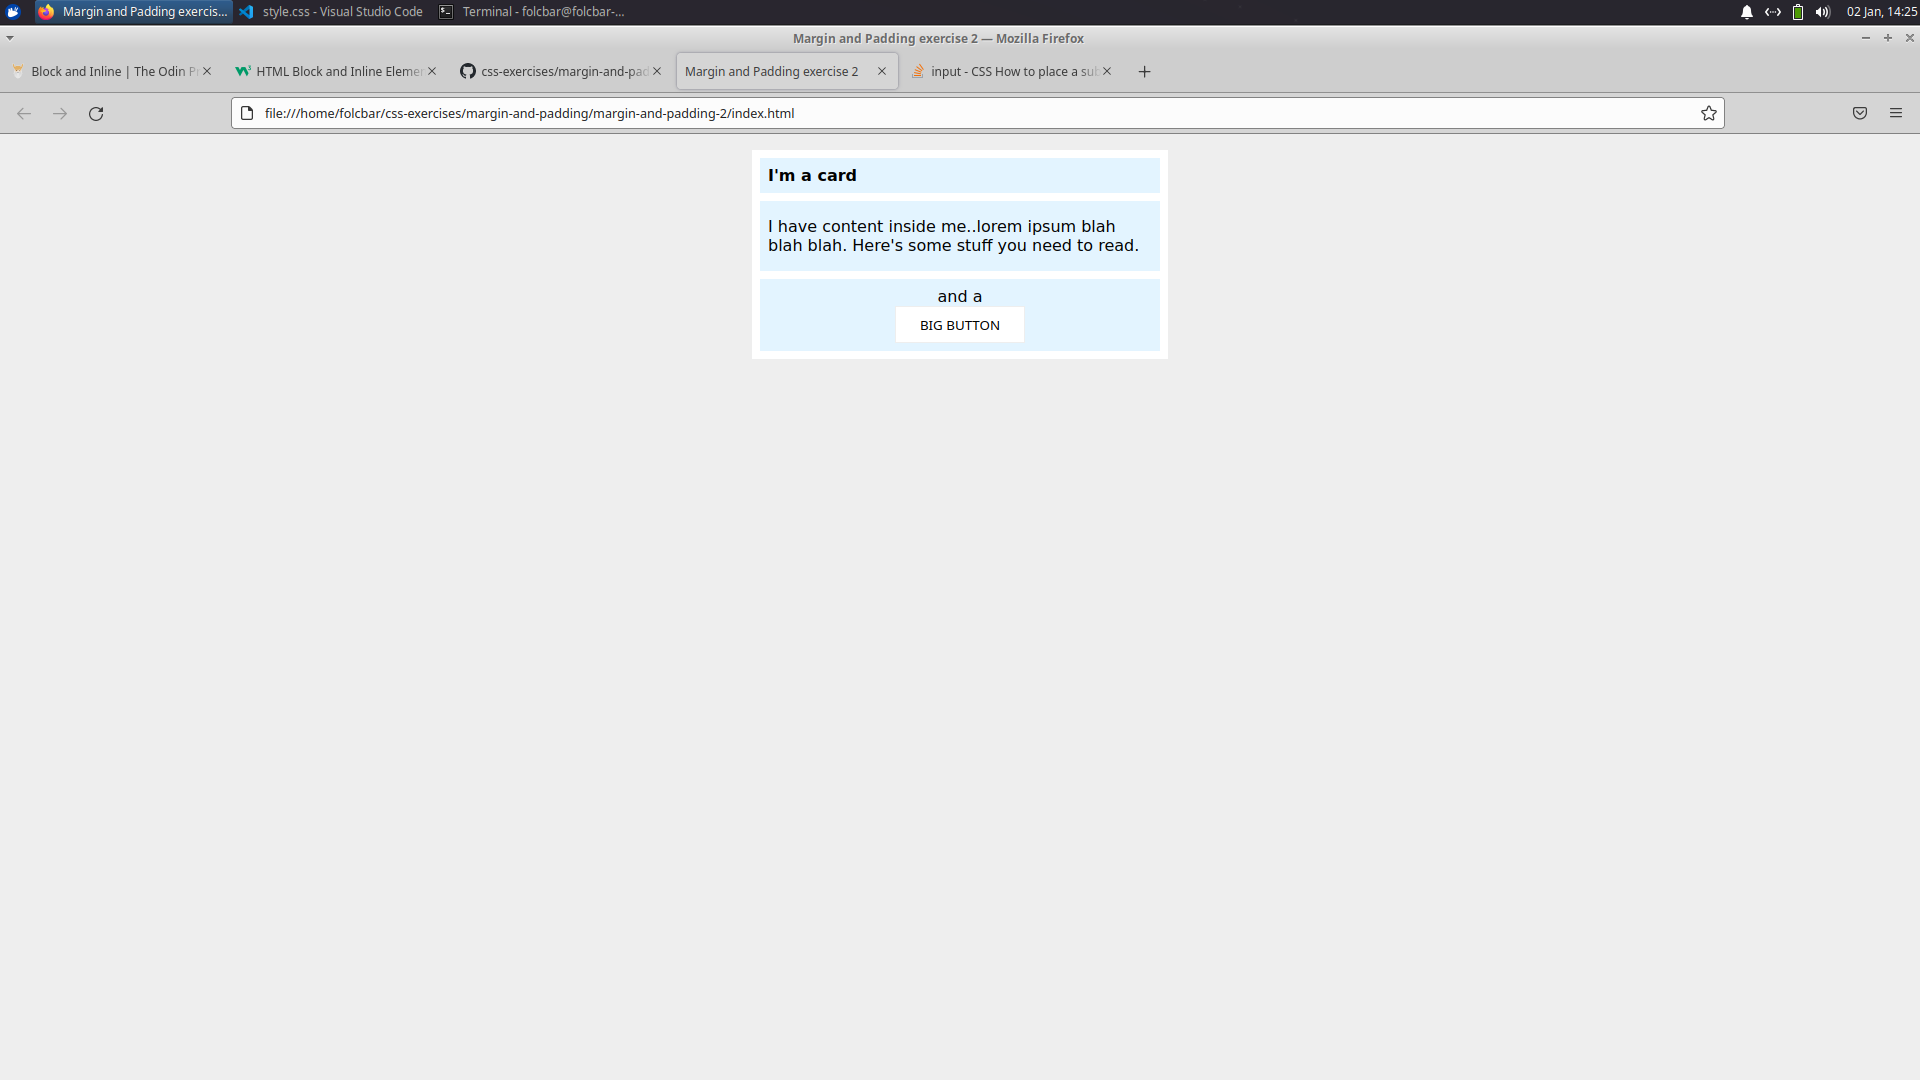 Margin and Padding exercis... style.css - Visual Studio Code Terminal - folcbar@folcbar-... 02 Jan, 14:25
Margin and Padding exercise 2 — Mozilla Firefox
Block and Inline | The Odin P HTML Block and Inline Eleme css-exercises/margin-and-pad Margin and Padding exercise 2 input - CSS How to place a sub
file:///home/folcbar/css-exercises/margin-and-padding/margin-and-padding-2/index.html
I'm a card
I have content inside me..lorem ipsum blah
blah blah. Here's some stuff you need to read.
and a
BIG BUTTON